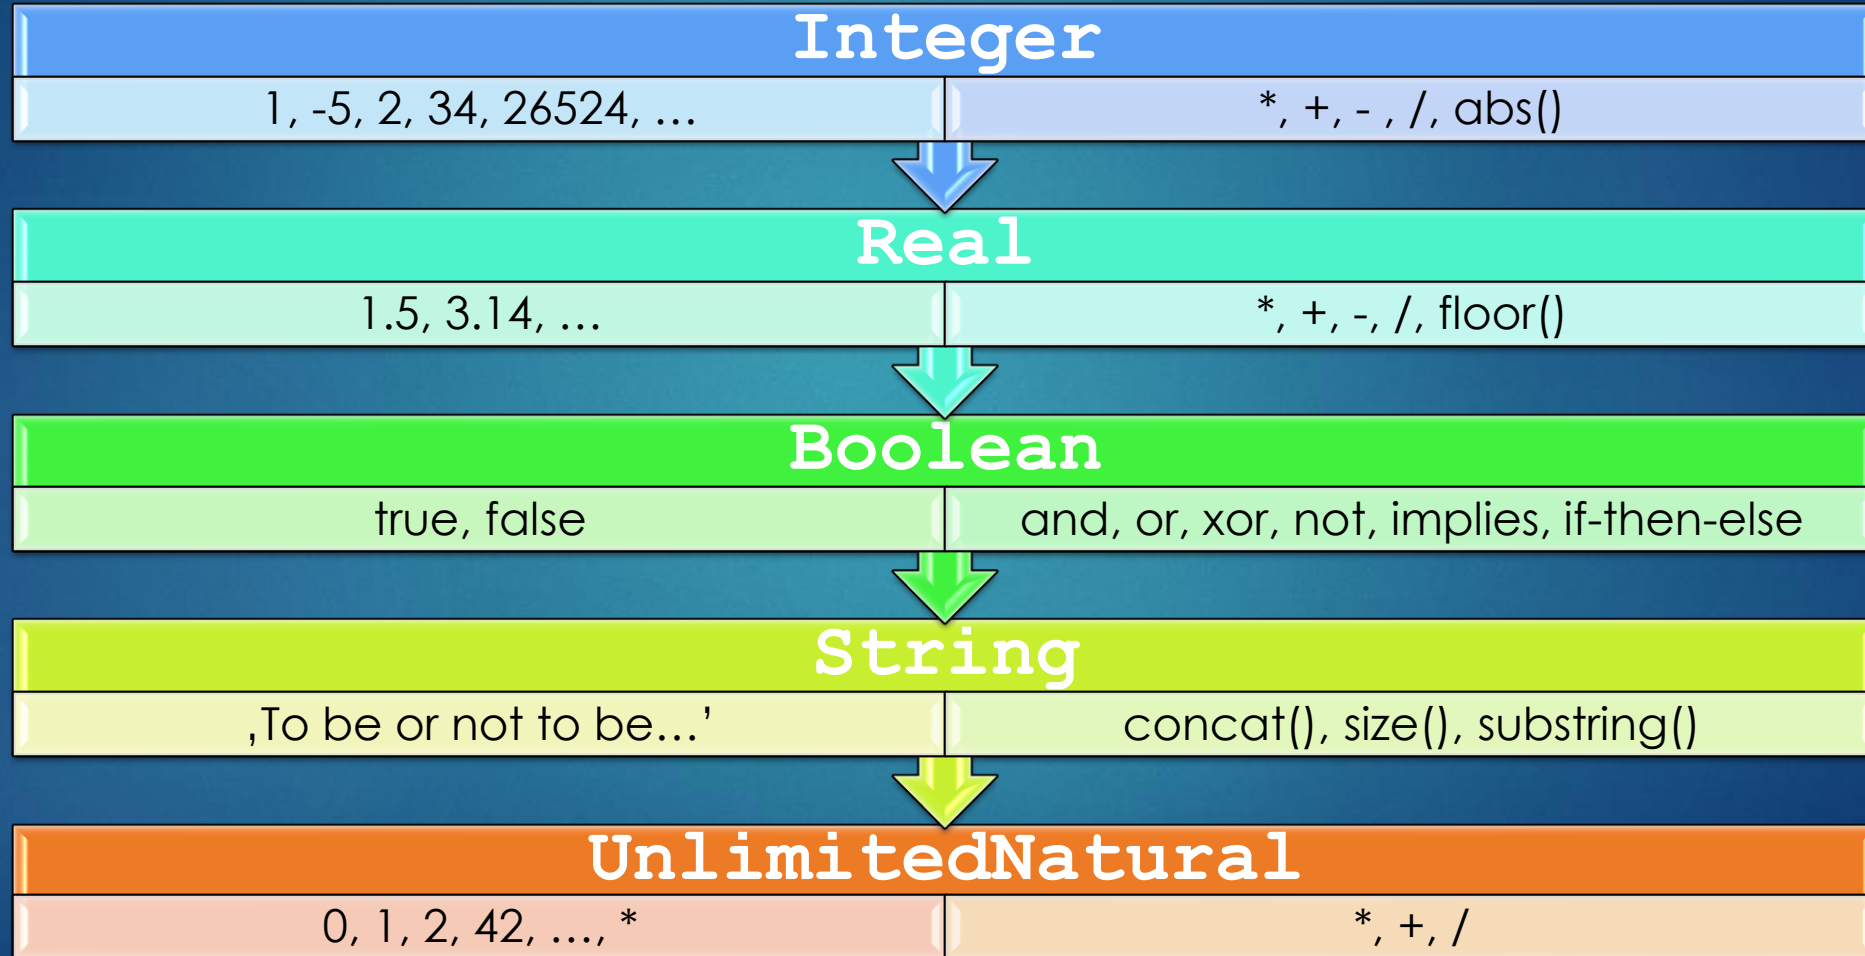 Integer
1, -5, 2, 34, 26524, …
*, +, - , /, abs()
Real
1.5, 3.14, …
*, +, -, /, floor()
Boolean
true, false
and, or, xor, not, implies, if-then-else
String
‚To be or not to be…’
concat(), size(), substring()
UnlimitedNatural
0, 1, 2, 42, …, *
*, +, /